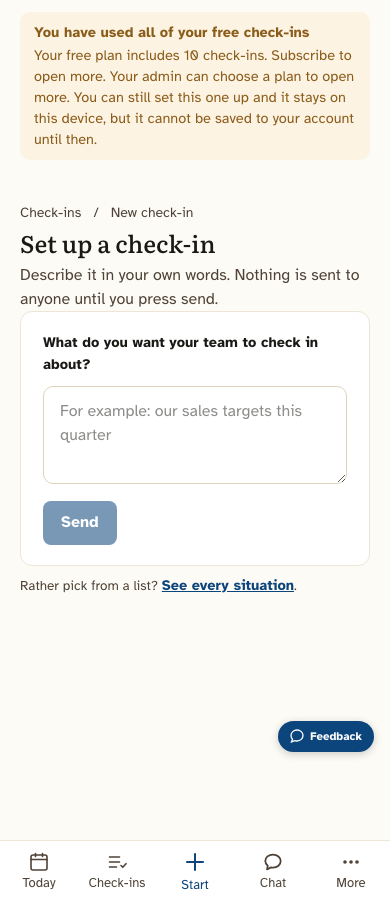 You have used all of your free check-ins
Your free plan includes 10 check-ins. Subscribe to
open more. Your admin can choose a plan to open
more. You can still set this one up and it stays on
this device, but it cannot be saved to your account
until then.
Check-ins / New check-in
Set up a check-in
Describe it in your own words. Nothing is sent to
anyone until you press send.
What do you want your team to check in
about?
For example: our sales targets this
quarter
Send
Rather pick from a list? See every situation.
Feedback
Today Check-ins Start Chat More